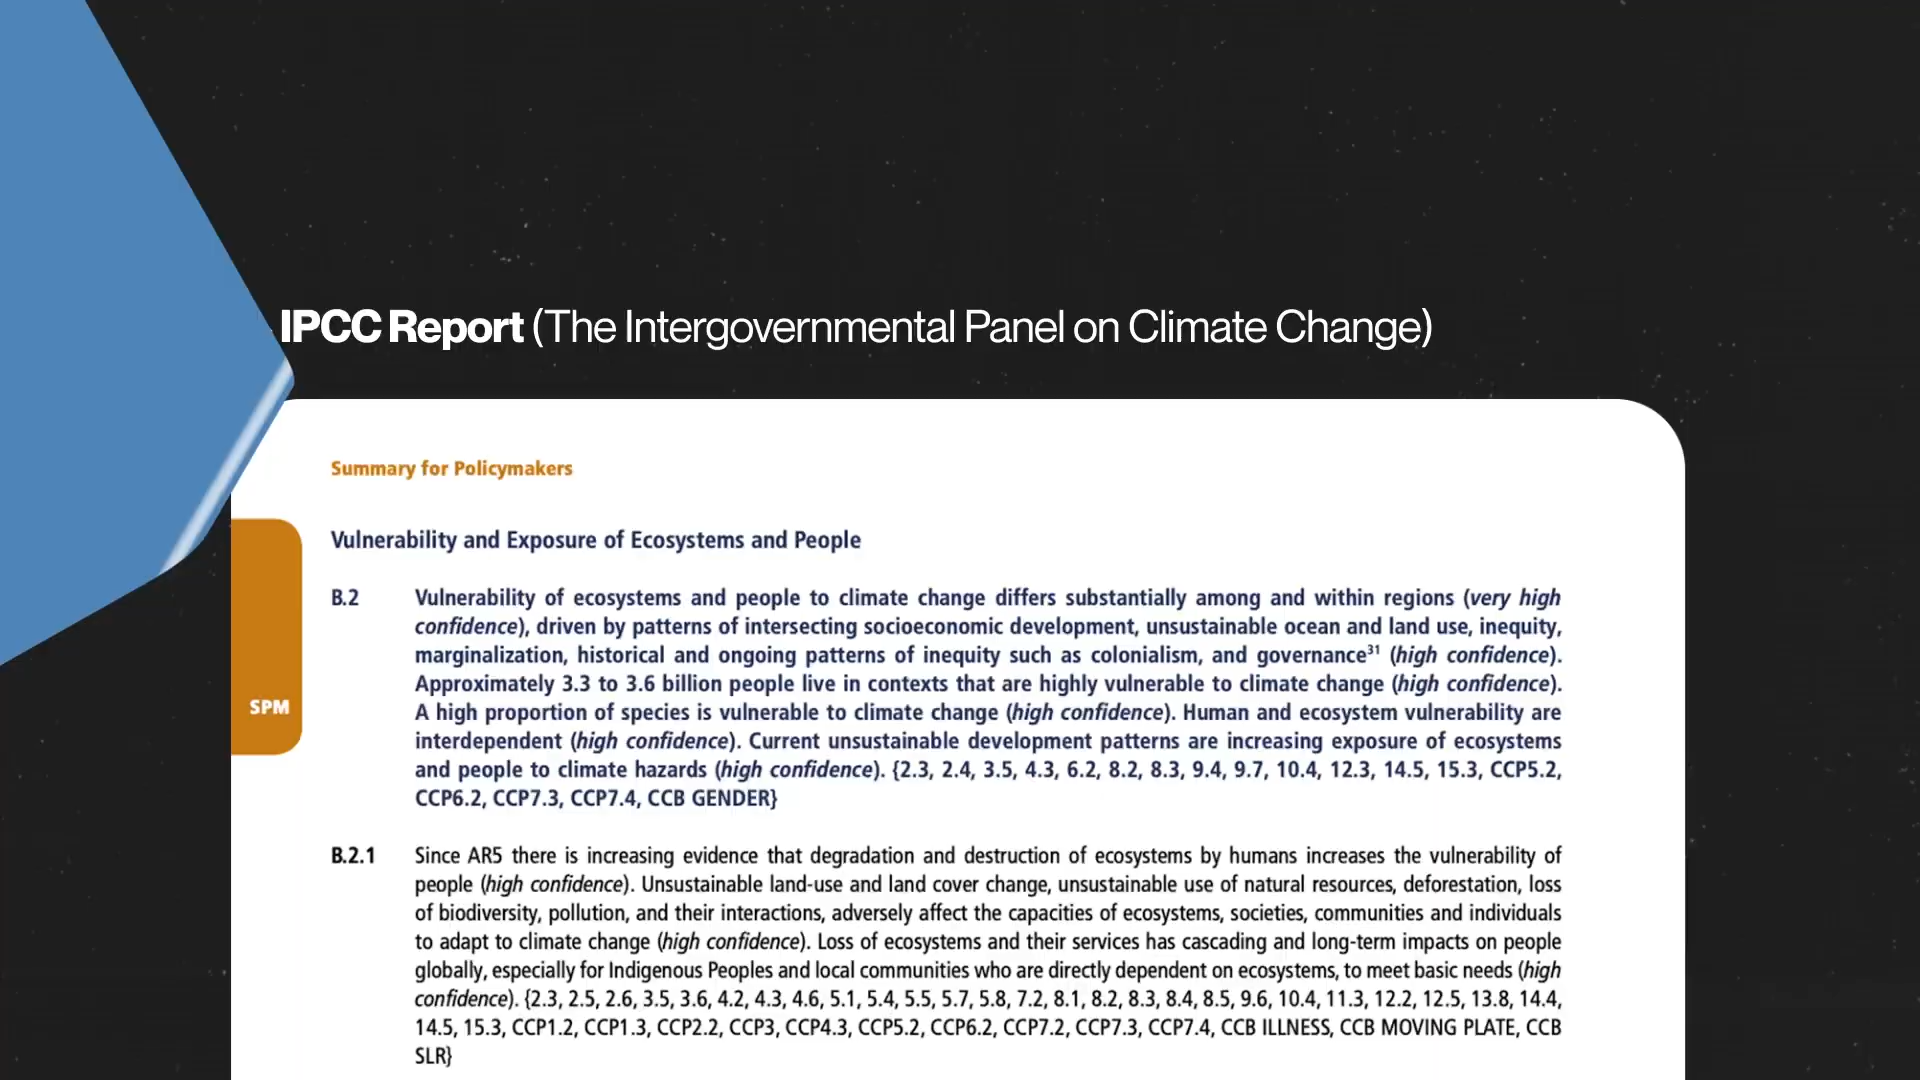 IPCC Report (The Intergovernmental Panel on Climate Change)
Summary for Policymakers
Vulnerability and Exposure of Ecosystems and People
B.2 Vulnerability of ecosystems and people to climate change differs substantially among and within regions (very high
confidence), driven by patterns of intersecting socioeconomic development, unsustainable ocean and land use, inequity,
marginalization, historical and ongoing patterns of inequity such as colonialism, and governance³¹ (high confidence).
Approximately 3.3 to 3.6 billion people live in contexts that are highly vulnerable to climate change (high confidence).
SPM
A high proportion of species is vulnerable to climate change (high confidence). Human and ecosystem vulnerability are
interdependent (high confidence). Current unsustainable development patterns are increasing exposure of ecosystems
and people to climate hazards (high confidence). {2.3, 2.4, 3.5, 4.3, 6.2, 8.2, 8.3, 9.4, 9.7, 10.4, 12.3, 14.5, 15.3, CCP5.2,
CCP6.2, CCP7.3, CCP7.4, CCB GENDER}
B.2.1 Since AR5 there is increasing evidence that degradation and destruction of ecosystems by humans increases the vulnerability of
people (high confidence). Unsustainable land-use and land cover change, unsustainable use of natural resources, deforestation, loss
of biodiversity, pollution, and their interactions, adversely affect the capacities of ecosystems, societies, communities and individuals
to adapt to climate change (high confidence). Loss of ecosystems and their services has cascading and long-term impacts on people
globally, especially for Indigenous Peoples and local communities who are directly dependent on ecosystems, to meet basic needs (high
confidence). {2.3, 2.5, 2.6, 3.5, 3.6, 4.2, 4.3, 4.6, 5.1, 5.4, 5.5, 5.7, 5.8, 7.2, 8.1, 8.2, 8.3, 8.4, 8.5, 9.6, 10.4, 11.3, 12.2, 12.5, 13.8, 14.4,
14.5, 15.3, CCP1.2, CCP1.3, CCP2.2, CCP3, CCP4.3, CCP5.2, CCP6.2, CCP7.2, CCP7.3, CCP7.4, CCB ILLNESS, CCB MOVING PLATE, CCB
SLR}